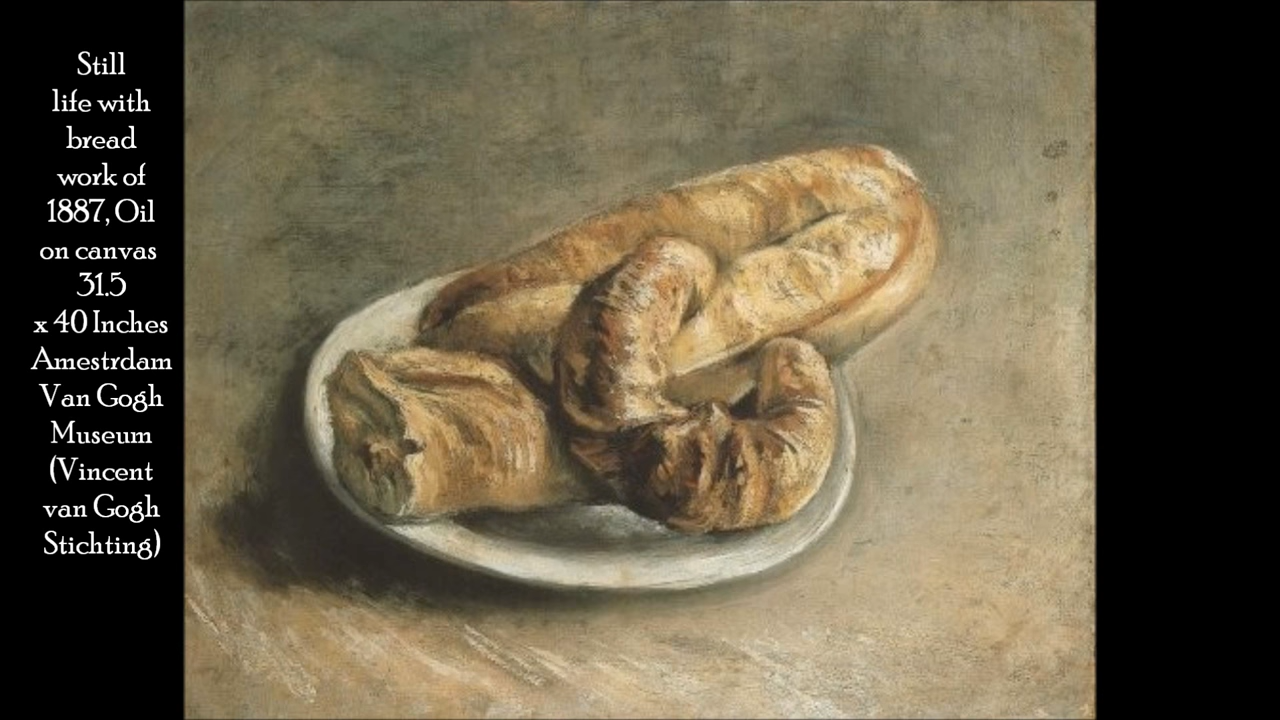 Still
life with
bread
work of
1887, Oil
on canvas
31.5
x 40 Inches
Amestrdam
Van Gogh
Museum
(Vincent
van Gogh
Stichting)